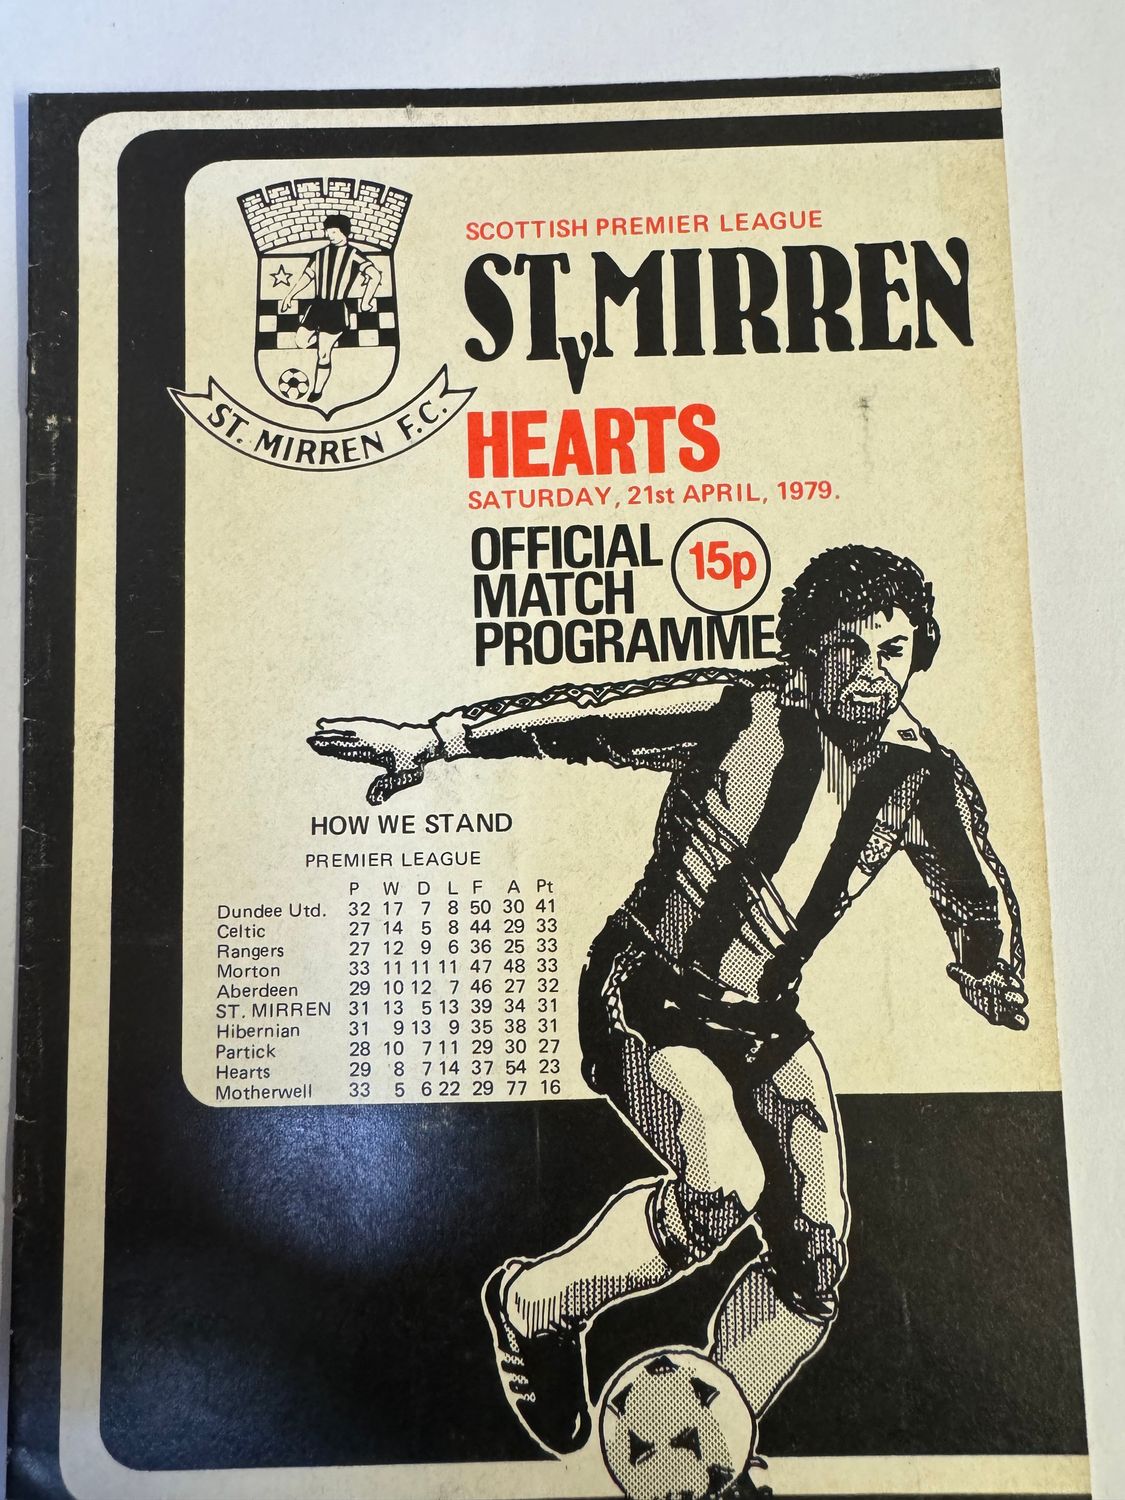 ST. MIRREN F.C.
SCOTTISH PREMIER LEAGUE
ST. MIRREN
v
HEARTS
SATURDAY, 21st APRIL, 1979.
OFFICIAL
MATCH
PROGRAMME
15p
HOW WE STAND
PREMIER LEAGUE
P W D L F A Pt
Dundee Utd. 32 17 7 8 50 30 41
Celtic 27 14 5 8 44 29 33
Rangers 27 12 9 6 36 25 33
Morton 33 11 11 11 47 48 33
Aberdeen 29 10 12 7 46 27 32
ST. MIRREN 31 13 5 13 39 34 31
Hibernian 31 9 13 9 35 38 31
Partick 28 10 7 11 29 30 27
Hearts 29 8 7 14 37 54 23
Motherwell 33 5 6 22 29 77 16